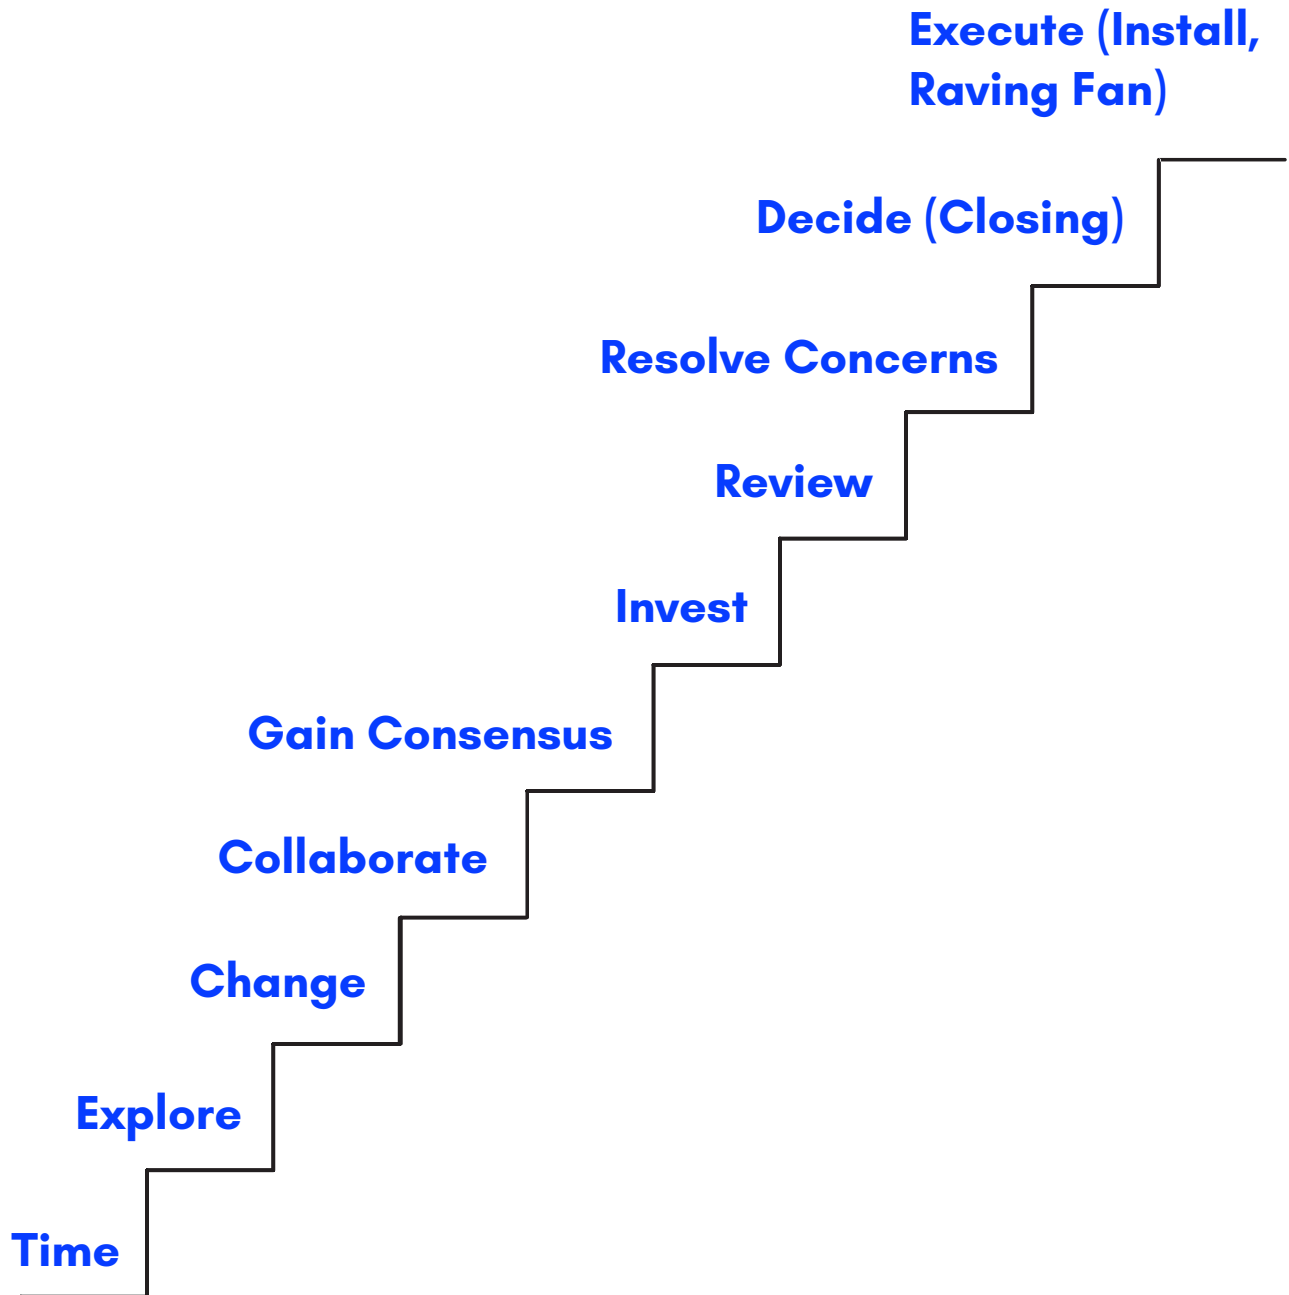 Execute (Install,
Raving Fan)
Decide (Closing)
Resolve Concerns
Review
Invest
Gain Consensus
Collaborate
Change
Explore
Time